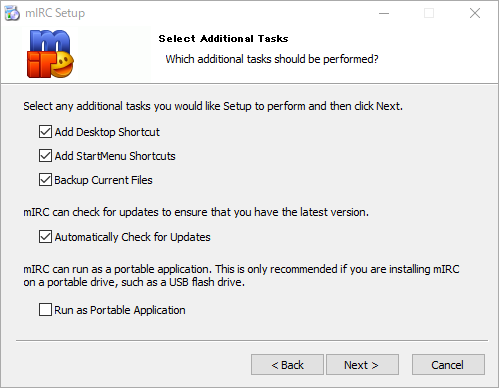 mIRC Setup
Select Additional Tasks
Which additional tasks should be performed?
Select any additional tasks you would like Setup to perform and then click Next.
Add Desktop Shortcut
Add StartMenu Shortcuts
Backup Current Files
mIRC can check for updates to ensure that you have the latest version.
Automatically Check for Updates
mIRC can run as a portable application. This is only recommended if you are installing mIRC
on a portable drive, such as a USB flash drive.
Run as Portable Application
< Back
Next >
Cancel